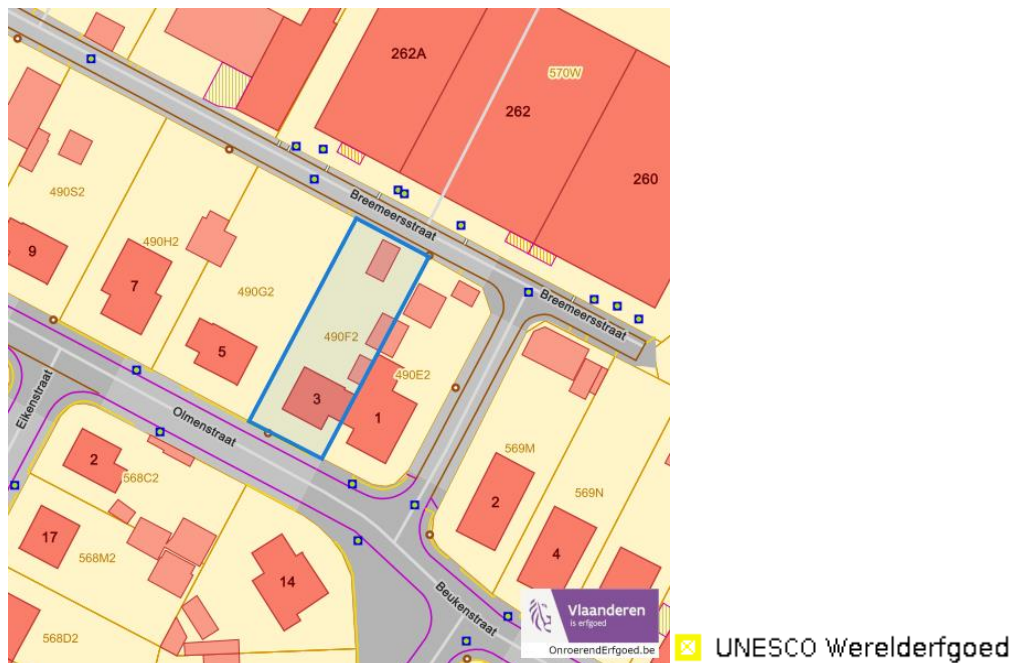 262A
570W
262
260
Breemeersstraat
490S2
9
490H2
7
490G2
5
490F2
3
490E2
1
Breemeersstraat
Eikenstraat
Olmenstraat
2
568C2
17
568M2
14
568D2
569M
2
569N
4
Beukenstraat
Vlaanderen
is erfgoed
OnroerendErfgoed.be
UNESCO Werelderfgoed